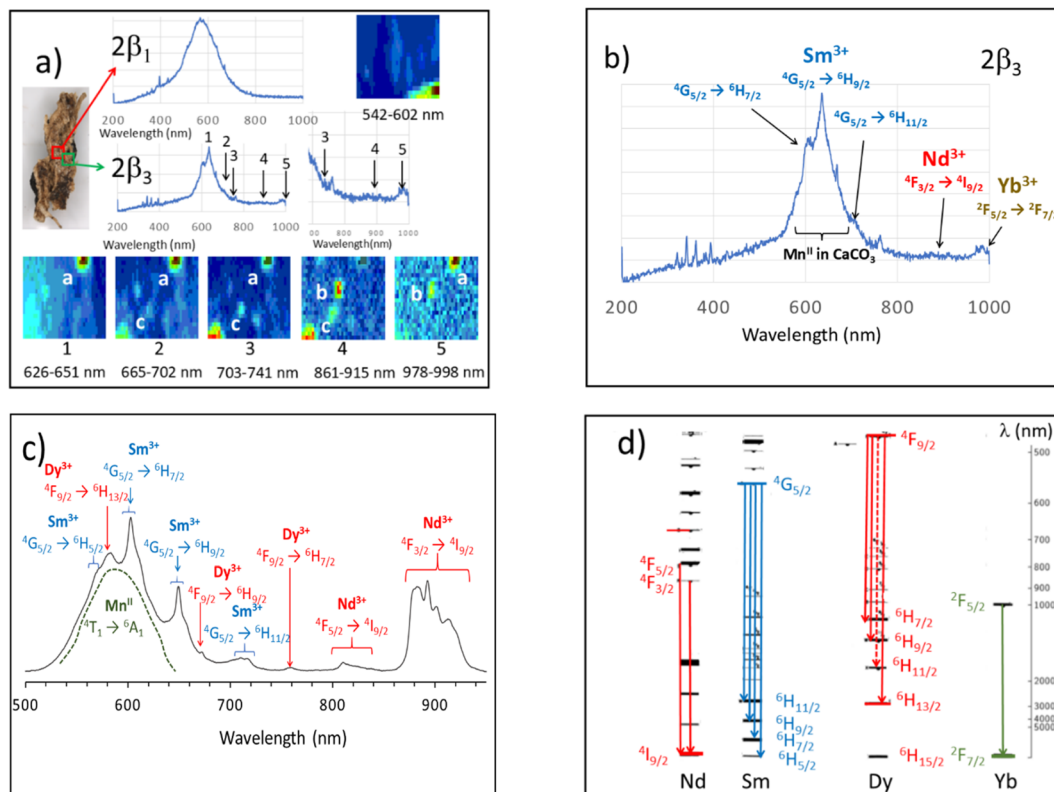 a)
2β1
200 400 600 800 1000
Wavelength (nm)
542-602 nm
2β3
1
2
3
4
5
200 400 600 800 1000
Wavelength (nm)
3
4
5
800 900 1000
Wavelength (nm)
a
a
c
a
c
b
c
a
b
1 2 3 4 5
626-651 nm 665-702 nm 703-741 nm 861-915 nm 978-998 nm
b)
2β3
Sm3+
4G5/2 → 6H9/2
4G5/2 → 6H7/2
4G5/2 → 6H11/2
Nd3+
4F3/2 → 4I9/2
Yb3+
2F5/2 → 2F7/2
MnII in CaCO3
200 400 600 800 1000
Wavelength (nm)
c)
Sm3+
4G5/2 → 6H7/2
Dy3+
4F9/2 → 6H13/2
Sm3+
4G5/2 → 6H5/2
Sm3+
4G5/2 → 6H9/2
Dy3+
4F9/2 → 6H9/2
Sm3+
4G5/2 → 6H11/2
Dy3+
4F9/2 → 6H7/2
Nd3+
4F5/2 → 4I9/2
Nd3+
4F3/2 → 4I9/2
MnII
4T1 → 6A1
500 600 700 800 900
Wavelength (nm)
d)
λ (nm)
500
700
800
900
1000
2000
3000
4000
5000
4F5/2
4F3/2
4I9/2
4G5/2
6H11/2
6H9/2
6H7/2
6H5/2
4F9/2
6H7/2
6H9/2
6H11/2
6H13/2
6H15/2
2F5/2
2F7/2
Nd Sm Dy Yb